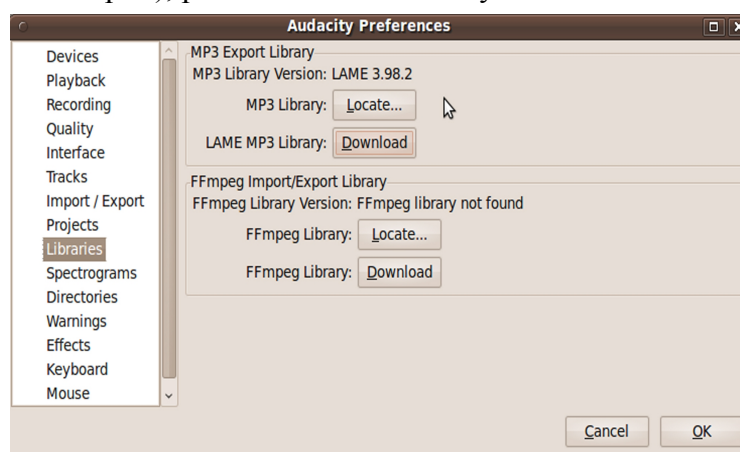 Audacity Preferences
Devices
Playback
Recording
Quality
Interface
Tracks
Import / Export
Projects
Libraries
Spectrograms
Directories
Warnings
Effects
Keyboard
Mouse
MP3 Export Library
MP3 Library Version: LAME 3.98.2
MP3 Library: Locate...
LAME MP3 Library: Download
FFmpeg Import/Export Library
FFmpeg Library Version: FFmpeg library not found
FFmpeg Library: Locate...
FFmpeg Library: Download
Cancel OK